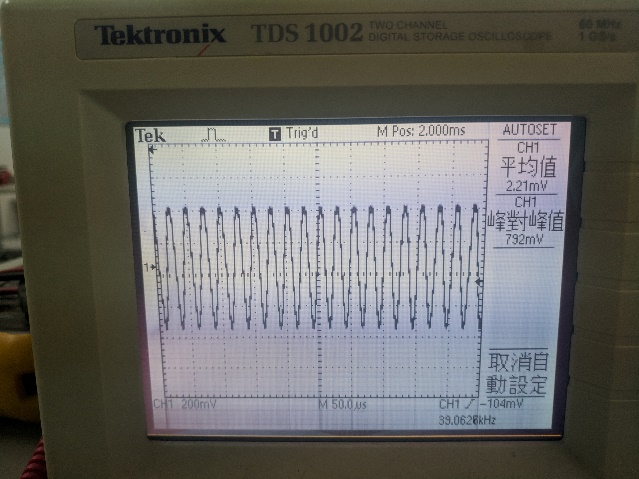 Tektronix TDS 1002 TWO CHANNEL
DIGITAL STORAGE OSCILLOSCOPE
60 MHz
1 GS/s
Tek T Trig'd M Pos: 2.000ms AUTOSET
CH1
平均值
2.21mV
CH1
峰對峰值
792mV
1
取消自
動設定
CH1 200mV M 50.0us CH1 -104mV